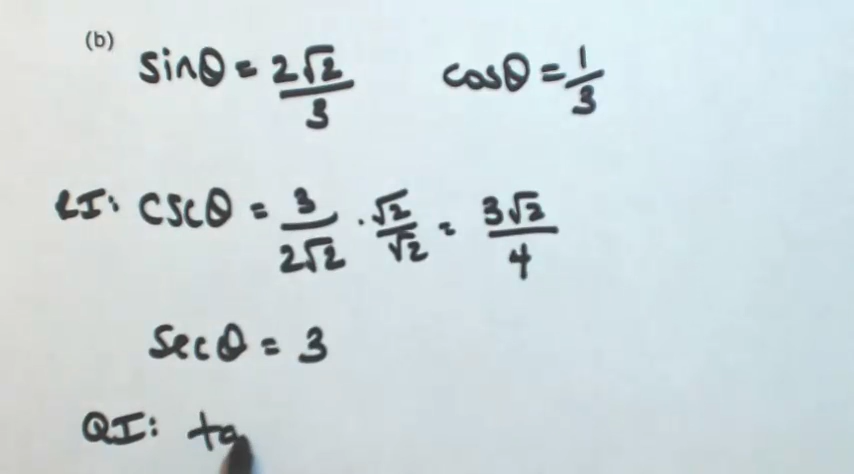 (b) sinθ = 2√2/3 cosθ = 1/3
RI: cscθ = 3/2√2 · √2/√2 = 3√2/4
secθ = 3
QI: ta